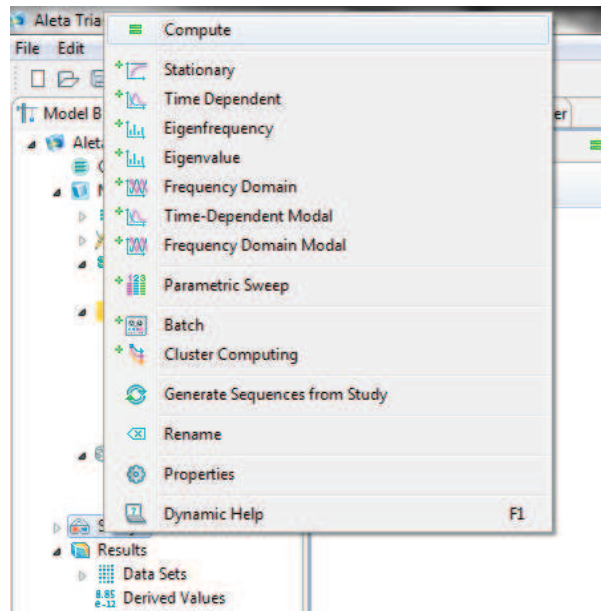 Aleta Tria
Compute
File Edit
Stationary
Time Dependent
Model B
Eigenfrequency
er
Alet
Eigenvalue
Frequency Domain
Time-Dependent Modal
Frequency Domain Modal
123
Parametric Sweep
Batch
Cluster Computing
Generate Sequences from Study
Rename
Properties
Dynamic Help F1
S
Results
Data Sets
8.85
e-12 Derived Values